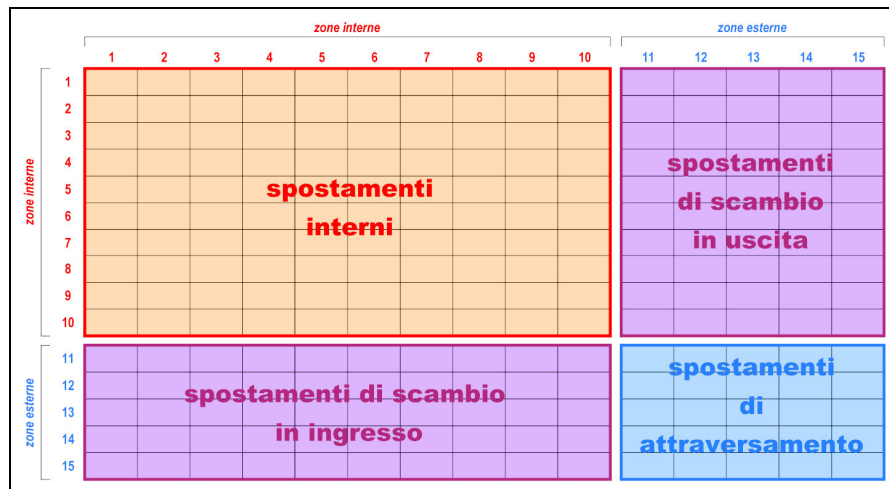 zone interne
zone esterne
1 2 3 4 5 6 7 8 9 10
11 12 13 14 15
zone interne
1
2
3
4
5
6
7
8
9
10
spostamenti
interni
spostamenti
di scambio
in uscita
zone esterne
11
12
13
14
15
spostamenti di scambio
in ingresso
spostamenti
di
attraversamento